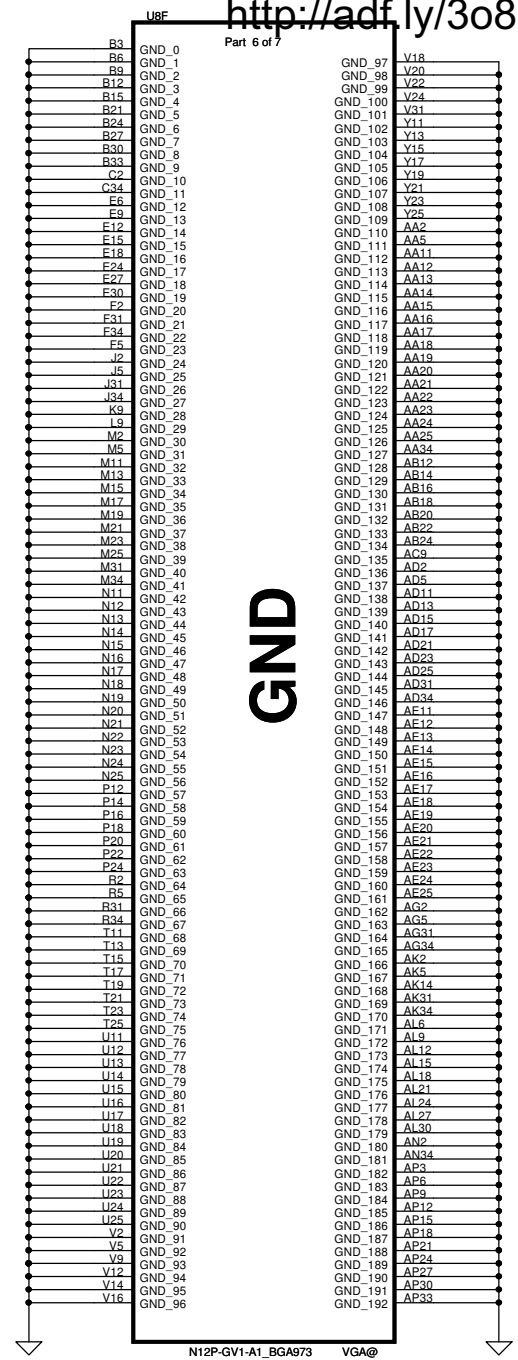 http://adf.ly/3o8
U8F
Part 6 of 7
B3 GND_0
B6 GND_1
B9 GND_2
B12 GND_3
B15 GND_4
B21 GND_5
B24 GND_6
B27 GND_7
B30 GND_8
B33 GND_9
C2 GND_10
C34 GND_11
E6 GND_12
E9 GND_13
E12 GND_14
E15 GND_15
E18 GND_16
E24 GND_17
E27 GND_18
E30 GND_19
F2 GND_20
F31 GND_21
F34 GND_22
F5 GND_23
J2 GND_24
J5 GND_25
J31 GND_26
J34 GND_27
K9 GND_28
L9 GND_29
M2 GND_30
M5 GND_31
M11 GND_32
M13 GND_33
M15 GND_34
M17 GND_35
M19 GND_36
M21 GND_37
M23 GND_38
M25 GND_39
M31 GND_40
M34 GND_41
N11 GND_42
N12 GND_43
N13 GND_44
N14 GND_45
N15 GND_46
N16 GND_47
N17 GND_48
N18 GND_49
N19 GND_50
N20 GND_51
N21 GND_52
N22 GND_53
N23 GND_54
N24 GND_55
N25 GND_56
P12 GND_57
P14 GND_58
P16 GND_59
P18 GND_60
P20 GND_61
P22 GND_62
P24 GND_63
R2 GND_64
R5 GND_65
R31 GND_66
R34 GND_67
T11 GND_68
T13 GND_69
T15 GND_70
T17 GND_71
T19 GND_72
T21 GND_73
T23 GND_74
T25 GND_75
U11 GND_76
U12 GND_77
U13 GND_78
U14 GND_79
U15 GND_80
U16 GND_81
U17 GND_82
U18 GND_83
U19 GND_84
U20 GND_85
U21 GND_86
U22 GND_87
U23 GND_88
U24 GND_89
U25 GND_90
V2 GND_91
V5 GND_92
V9 GND_93
V12 GND_94
V14 GND_95
V16 GND_96
GND
GND_97 V18
GND_98 V20
GND_99 V22
GND_100 V24
GND_101 V31
GND_102 Y11
GND_103 Y13
GND_104 Y15
GND_105 Y17
GND_106 Y19
GND_107 Y21
GND_108 Y23
GND_109 Y25
GND_110 AA2
GND_111 AA5
GND_112 AA11
GND_113 AA12
GND_114 AA13
GND_115 AA14
GND_116 AA15
GND_117 AA16
GND_118 AA17
GND_119 AA18
GND_120 AA19
GND_121 AA20
GND_122 AA21
GND_123 AA22
GND_124 AA23
GND_125 AA24
GND_126 AA25
GND_127 AA34
GND_128 AB12
GND_129 AB14
GND_130 AB16
GND_131 AB18
GND_132 AB20
GND_133 AB22
GND_134 AB24
GND_135 AC9
GND_136 AD2
GND_137 AD5
GND_138 AD11
GND_139 AD13
GND_140 AD15
GND_141 AD17
GND_142 AD21
GND_143 AD23
GND_144 AD25
GND_145 AD31
GND_146 AD34
GND_147 AE11
GND_148 AE12
GND_149 AE13
GND_150 AE14
GND_151 AE15
GND_152 AE16
GND_153 AE17
GND_154 AE18
GND_155 AE19
GND_156 AE20
GND_157 AE21
GND_158 AE22
GND_159 AE23
GND_160 AE24
GND_161 AE25
GND_162 AG2
GND_163 AG5
GND_164 AG31
GND_165 AG34
GND_166 AK2
GND_167 AK5
GND_168 AK14
GND_169 AK31
GND_170 AK34
GND_171 AL6
GND_172 AL9
GND_173 AL12
GND_174 AL15
GND_175 AL18
GND_176 AL21
GND_177 AL24
GND_178 AL27
GND_179 AL30
GND_180 AN2
GND_181 AN34
GND_182 AP3
GND_183 AP6
GND_184 AP9
GND_185 AP12
GND_186 AP15
GND_187 AP18
GND_188 AP21
GND_189 AP24
GND_190 AP27
GND_191 AP30
GND_192 AP33
N12P-GV1-A1_BGA973 VGA@